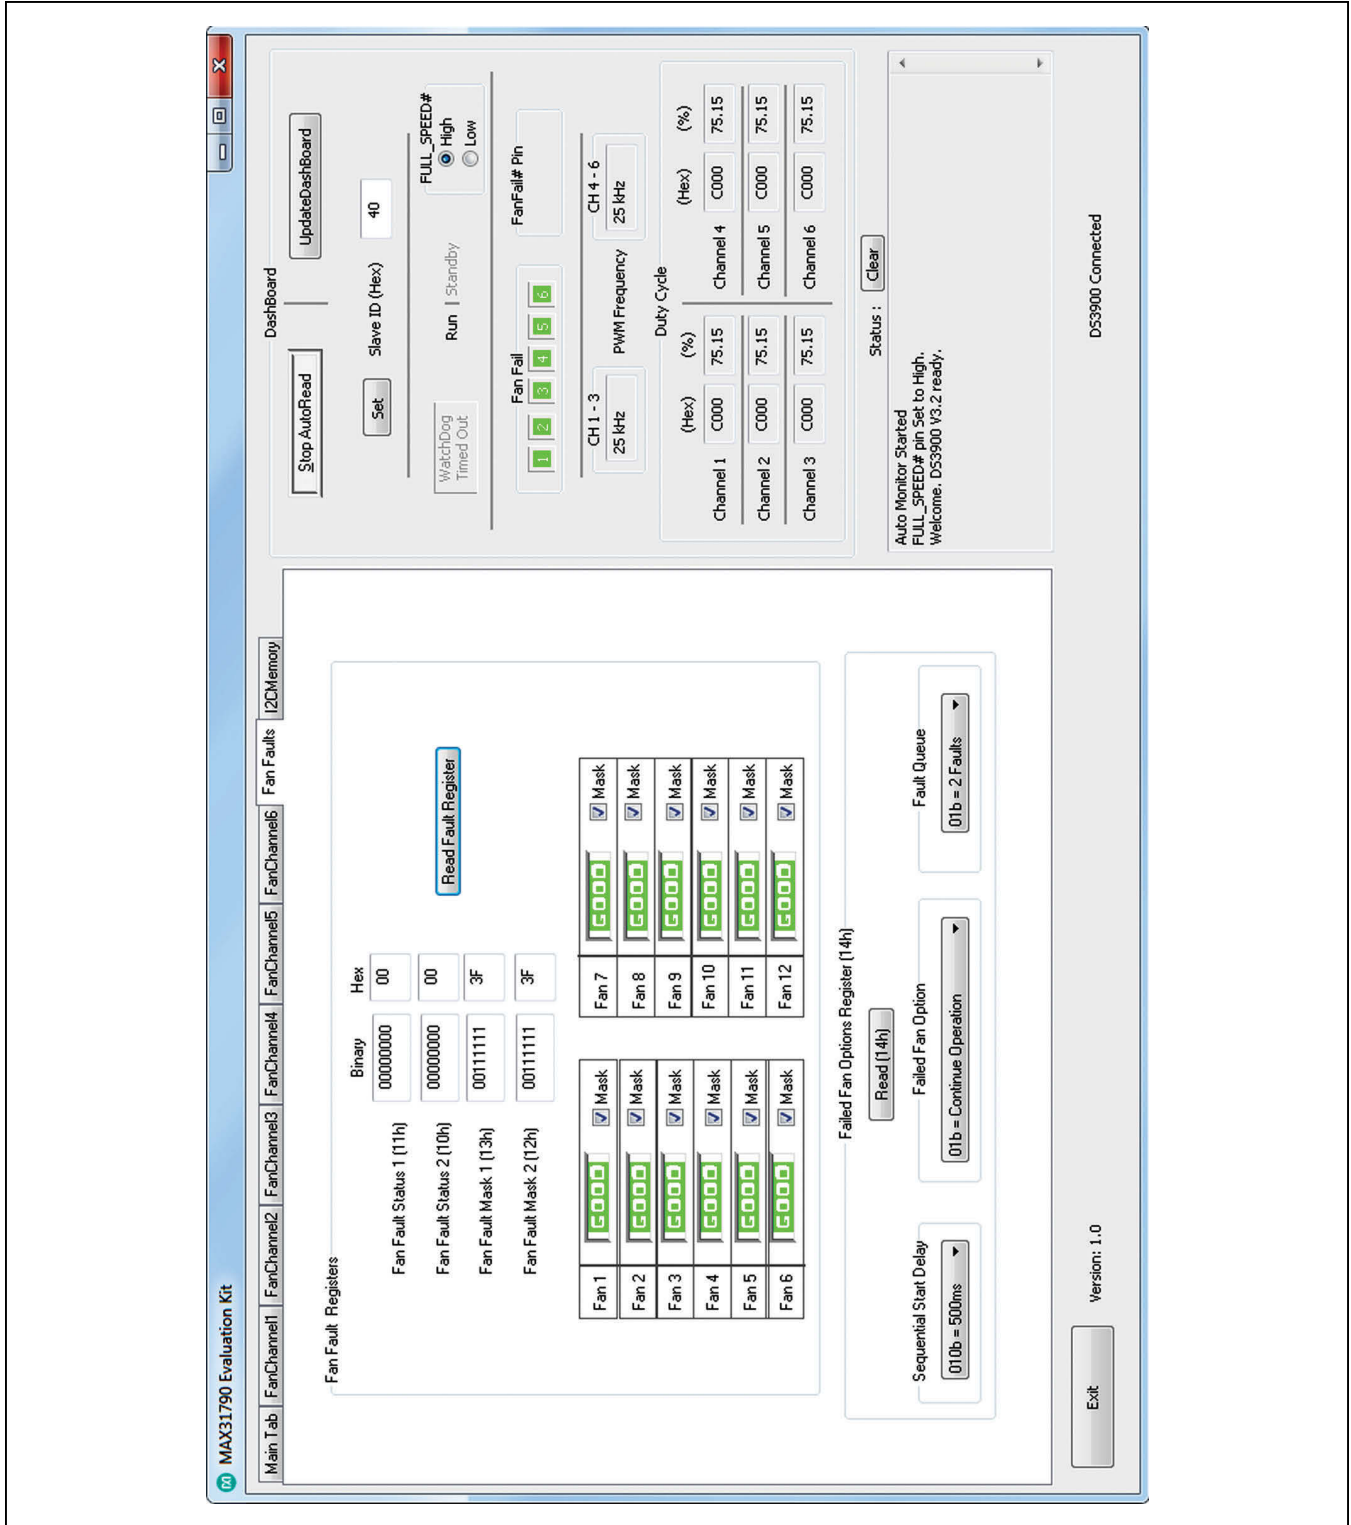 MAX31790 Evaluation Kit
Main Tab FanChannel1 FanChannel2 FanChannel3 FanChannel4 FanChannel5 FanChannel6 Fan Faults I2CMemory
Fan Fault Registers
Binary Hex
Fan Fault Status 1 (11h) 00000000 00
Fan Fault Status 2 (10h) 00000000 00
Fan Fault Mask 1 (13h) 00111111 3F
Fan Fault Mask 2 (12h) 00111111 3F
Read Fault Register
Fan 1 GOOD Mask Fan 7 GOOD Mask
Fan 2 GOOD Mask Fan 8 GOOD Mask
Fan 3 GOOD Mask Fan 9 GOOD Mask
Fan 4 GOOD Mask Fan 10 GOOD Mask
Fan 5 GOOD Mask Fan 11 GOOD Mask
Fan 6 GOOD Mask Fan 12 GOOD Mask
Failed Fan Options Register (14h)
Read (14h)
Sequential Start Delay Failed Fan Option Fault Queue
010b = 500ms 01b = Continue Operation 01b = 2 Faults
DashBoard
Stop AutoRead UpdateDashBoard
Set Slave ID (Hex) 40
WatchDog
Timed Out
Run | Standby
FULL_SPEED#
High
Low
Fan Fail FanFail# Pin
1 2 3 4 5 6
CH 1 - 3 CH 4 - 6
25 kHz PWM Frequency 25 kHz
Duty Cycle
(Hex) (%) (Hex) (%)
Channel 1 C000 75.15 Channel 4 C000 75.15
Channel 2 C000 75.15 Channel 5 C000 75.15
Channel 3 C000 75.15 Channel 6 C000 75.15
Status : Clear
Auto Monitor Started
FULL_SPEED# pin Set to High.
Welcome. DS3900 V3.2 ready.
Exit Version: 1.0 DS3900 Connected